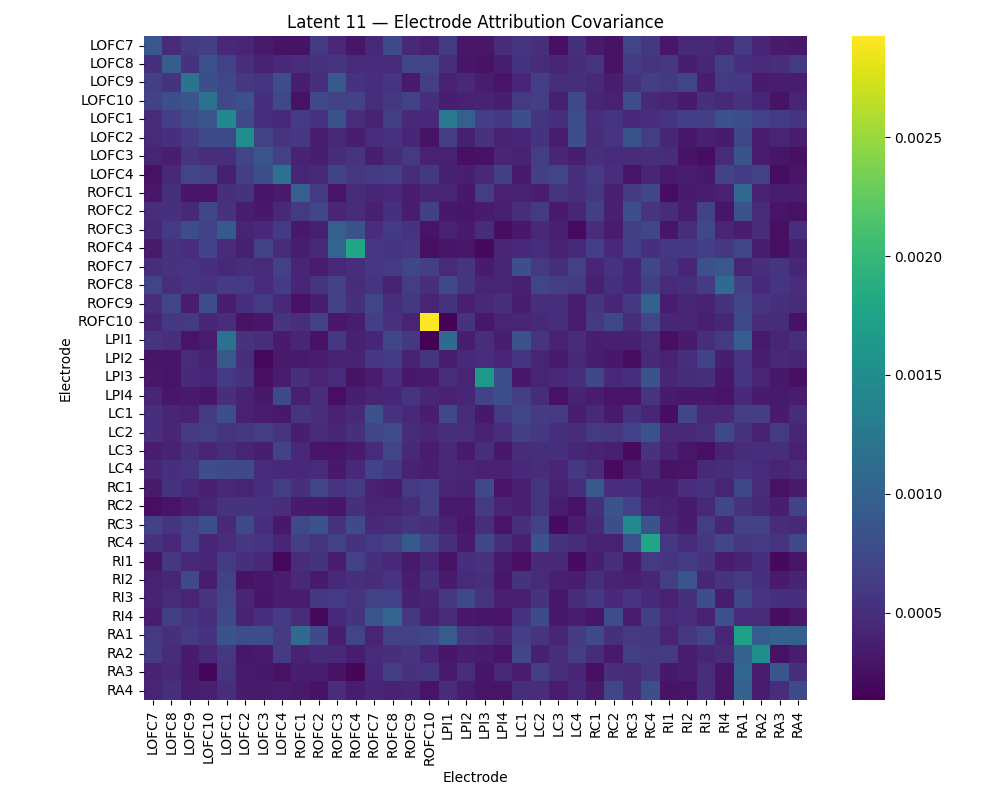 Latent 11 — Electrode Attribution Covariance
LOFC7
LOFC8
LOFC9
LOFC10
LOFC1
LOFC2
LOFC3
LOFC4
ROFC1
ROFC2
ROFC3
ROFC4
ROFC7
ROFC8
ROFC9
ROFC10
LPI1
LPI2
LPI3
LPI4
LC1
LC2
LC3
LC4
RC1
RC2
RC3
RC4
RI1
RI2
RI3
RI4
RA1
RA2
RA3
RA4
Electrode
LOFC7 LOFC8 LOFC9 LOFC10 LOFC1 LOFC2 LOFC3 LOFC4 ROFC1 ROFC2 ROFC3 ROFC4 ROFC7 ROFC8 ROFC9 ROFC10 LPI1 LPI2 LPI3 LPI4 LC1 LC2 LC3 LC4 RC1 RC2 RC3 RC4 RI1 RI2 RI3 RI4 RA1 RA2 RA3 RA4
Electrode
0.0025
0.0020
0.0015
0.0010
0.0005